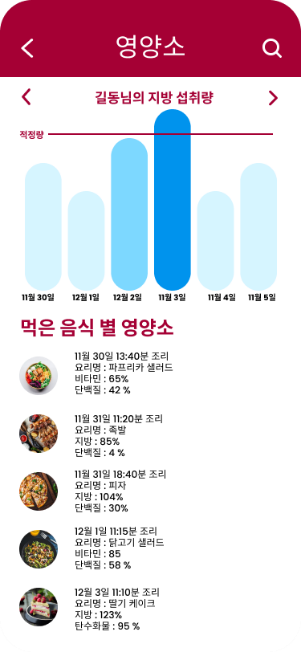 영양소
길동님의 지방 섭취량
적정량
11월 30일 12월 1일 12월 2일 11월 3일 11월 4일 11월 5일
먹은 음식 별 영양소
11월 30일 13:40분 조리
요리명 : 파프리카 샐러드
비타민 : 65%
단백질 : 42 %
11월 31일 11:20분 조리
요리명 : 족발
지방 : 85%
단백질 : 4 %
11월 31일 18:40분 조리
요리명 : 피자
지방 : 104%
단백질 : 30%
12월 1일 11:15분 조리
요리명 : 닭고기 샐러드
비타민 : 85
단백질 : 58 %
12월 3일 11:10분 조리
요리명 : 딸기 케이크
지방 : 123%
탄수화물 : 95 %